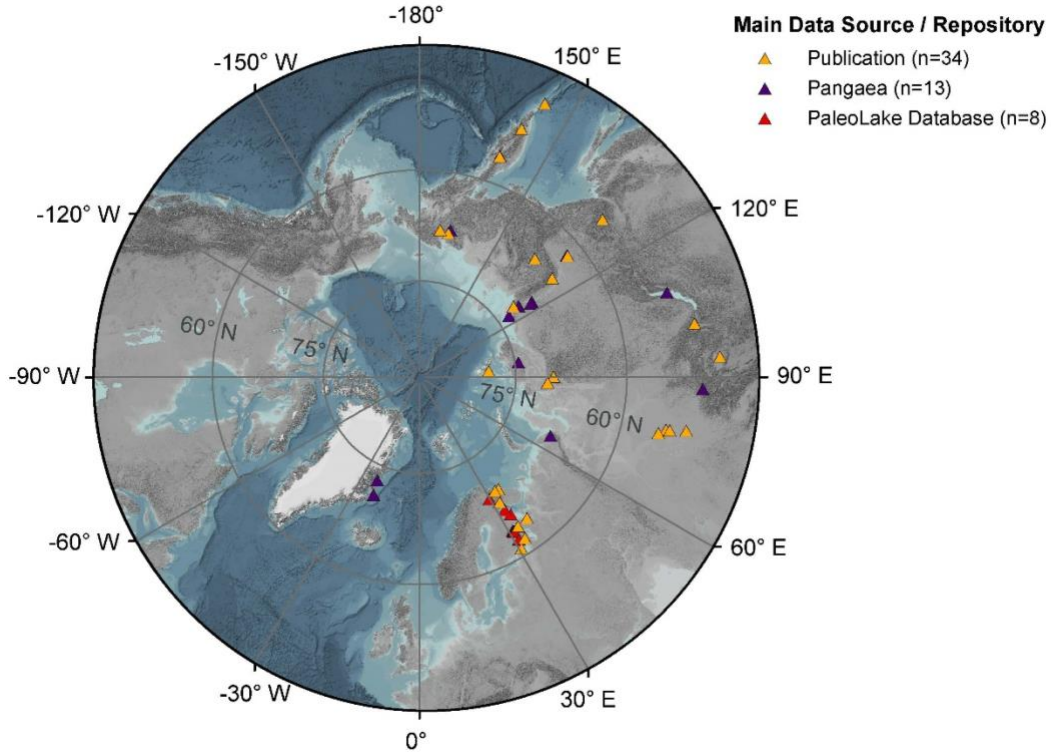 -180°
-150° W
150° E
Main Data Source / Repository
Publication (n=34)
Pangaea (n=13)
PaleoLake Database (n=8)
-120° W
120° E
60° N
75° N
-90° W
75° N
60° N
90° E
-60° W
60° E
-30° W
30° E
0°